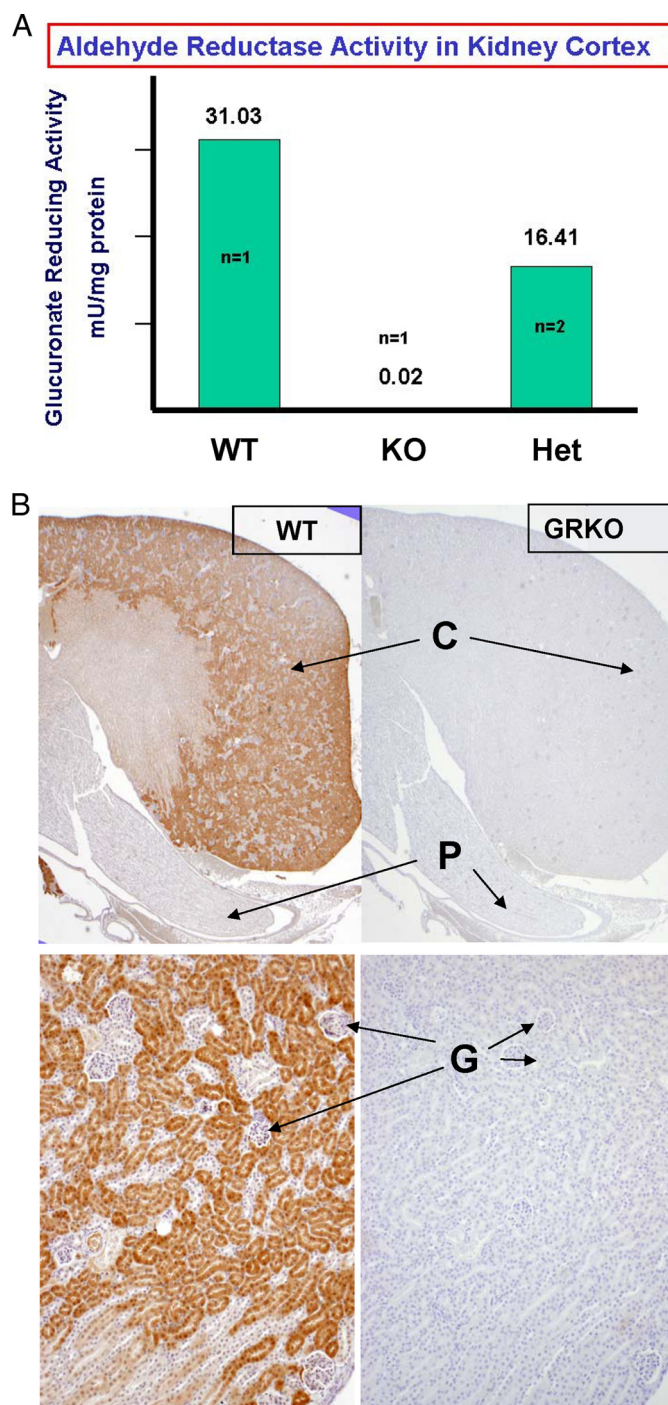 A
Aldehyde Reductase Activity in Kidney Cortex
Glucuronate Reducing Activity
mU/mg protein
31.03
n=1
n=1
0.02
16.41
n=2
WT
KO
Het
B
WT
GRKO
C
P
G